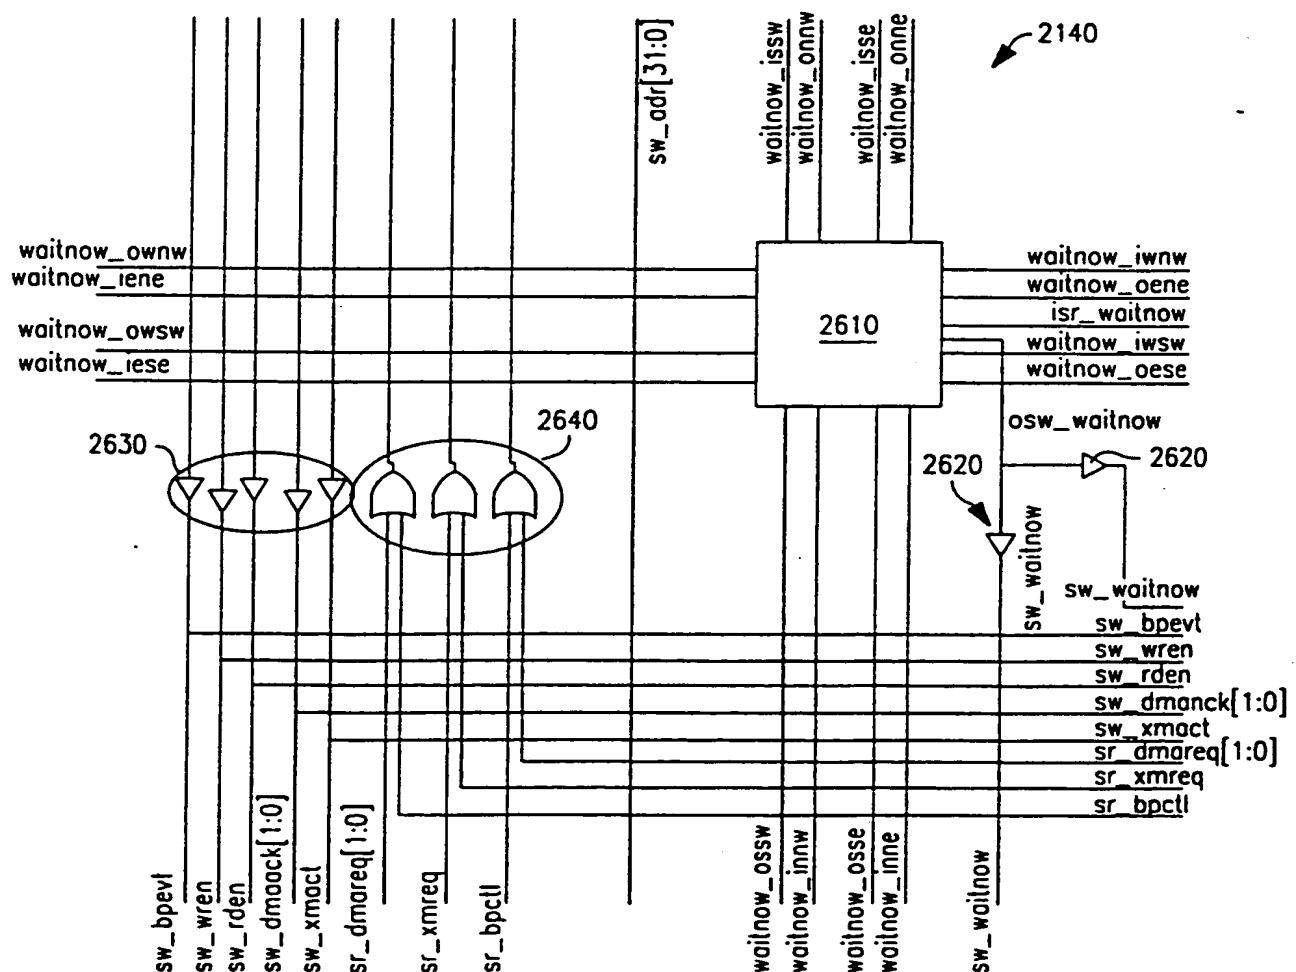 sw_adr[31:0]
waitnow_issw
waitnow_onnw
waitnow_isse
waitnow_onne
2140
waitnow_ownw
waitnow_iene
waitnow_owsw
waitnow_iese
2610
waitnow_iwnw
waitnow_oene
isr_waitnow
waitnow_iwsw
waitnow_oese
osw_waitnow
2630
2640
2620
2620
sw_waitnow
sw_waitnow
sw_bpevt
sw_wren
sw_rden
sw_dmanck[1:0]
sw_xmact
sr_dmareq[1:0]
sr_xmreq
sr_bpctl
sw_bpevt
sw_wren
sw_rden
sw_dmaack[1:0]
sw_xmact
sr_dmareq[1:0]
sr_xmreq
sr_bpctl
waitnow_ossw
waitnow_innw
waitnow_osse
waitnow_inne
sw_waitnow